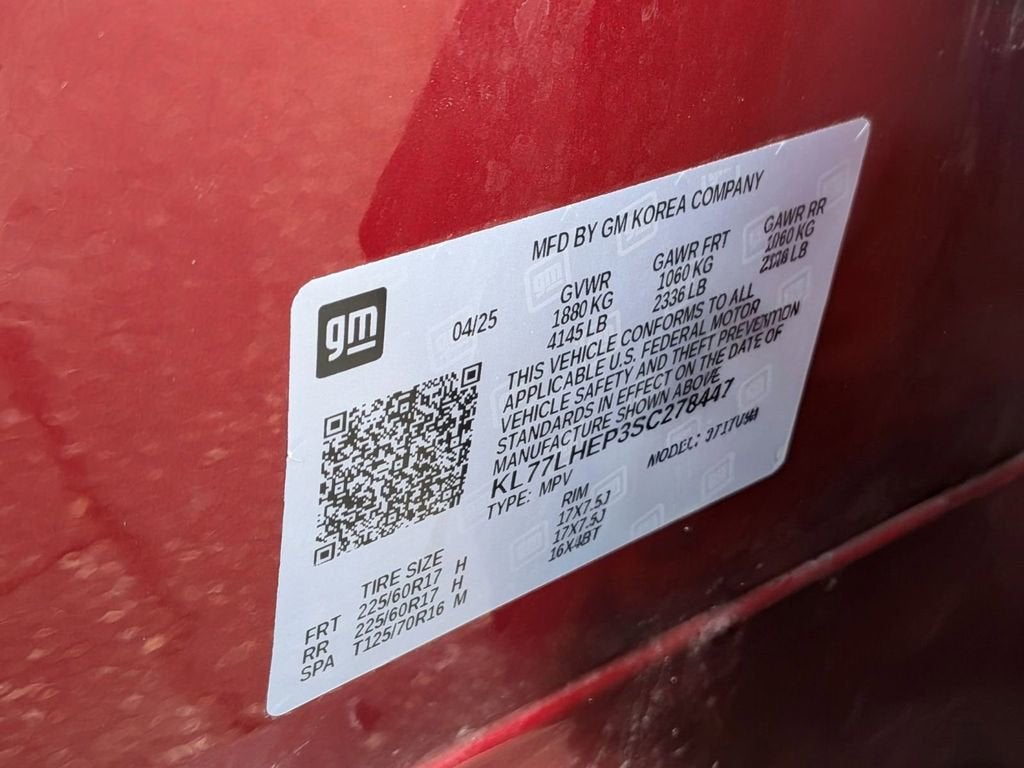 MFD BY GM KOREA COMPANY
gm
04/25
GVWR GAWR FRT GAWR RR
1880 KG 1060 KG 1060 KG
4145 LB 2336 LB LB
THIS VEHICLE CONFORMS TO ALL
APPLICABLE U.S. FEDERAL MOTOR
VEHICLE SAFETY AND THEFT PREVENTION
STANDARDS IN EFFECT ON THE DATE OF
MANUFACTURE SHOWN ABOVE
KL77LHEP3SC278447
TYPE: MPV MODEL:
TIRE SIZE RIM
FRT 225/60R17 H 17X7.5J
RR 225/60R17 H 17X7.5J
SPA T125/70R16 M 16X4BT